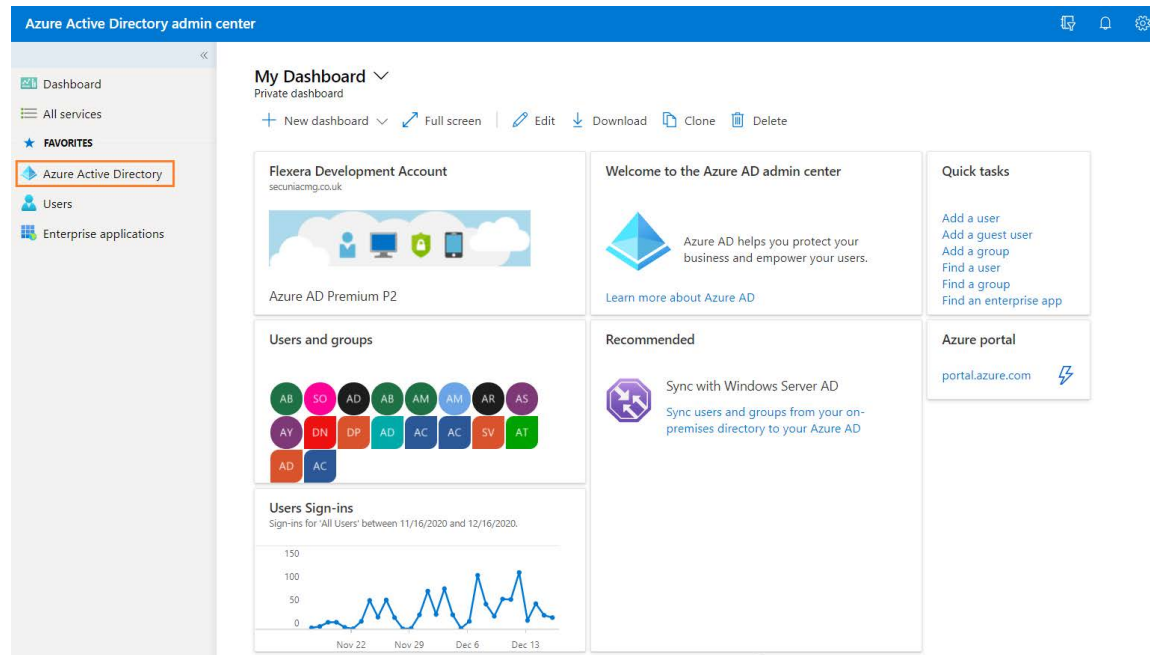 Azure Active Directory admin center
«
Dashboard
All services
FAVORITES
Azure Active Directory
Users
Enterprise applications
My Dashboard
Private dashboard
New dashboard
Full screen
Edit
Download
Clone
Delete
Flexera Development Account
secuniacmg.co.uk
Azure AD Premium P2
Welcome to the Azure AD admin center
Azure AD helps you protect your
business and empower your users.
Learn more about Azure AD
Quick tasks
Add a user
Add a guest user
Add a group
Find a user
Find a group
Find an enterprise app
Users and groups
AB SO AD AB AM AM AR AS
AY DN DP AD AC AC SV AT
AD AC
Recommended
Sync with Windows Server AD
Sync users and groups from your on-
premises directory to your Azure AD
Azure portal
portal.azure.com
Users Sign-ins
Sign-ins for 'All Users' between 11/16/2020 and 12/16/2020.
150
100
50
0
Nov 22 Nov 29 Dec 6 Dec 13